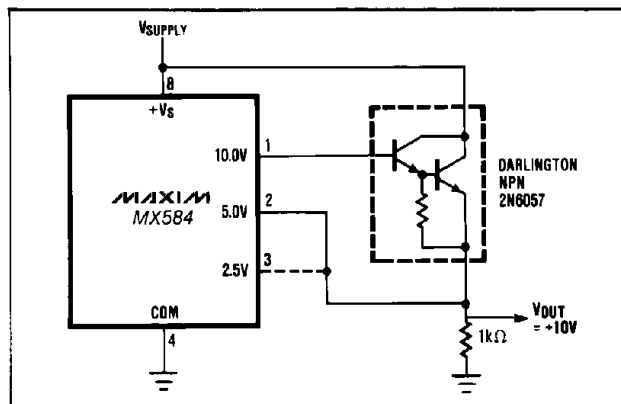 VSUPPLY
8
+VS
10.0V
1
MAXIM
MX584
5.0V
2
2.5V
3
COM
4
DARLINGTON
NPN
2N6057
VOUT
= +10V
1kΩ